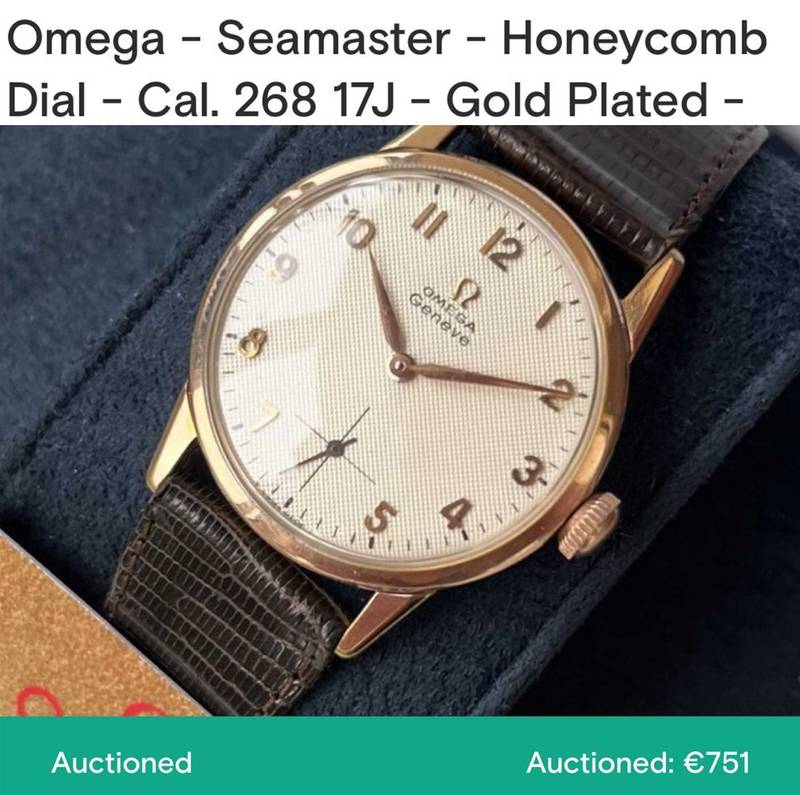 Omega - Seamaster - Honeycomb
Dial - Cal. 268 17J - Gold Plated -
10 11 12
9 1
Ω
OMEGA
Genève
8 2
7 3
5 4
Auctioned Auctioned: €751